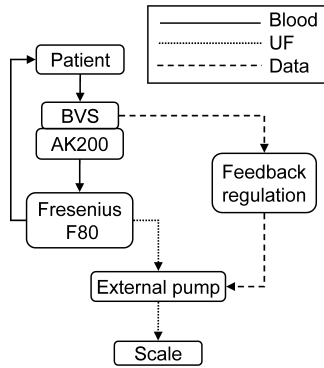 Blood
UF
Data
Patient
BVS
AK200
Feedback
regulation
Fresenius
F80
External pump
Scale